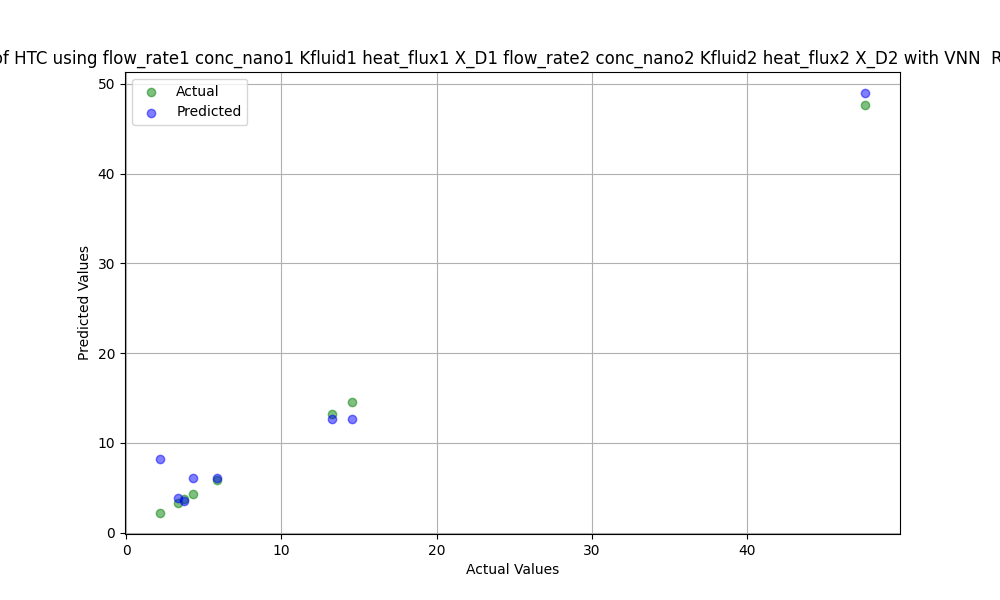 of HTC using flow_rate1 conc_nano1 Kfluid1 heat_flux1 X_D1 flow_rate2 conc_nano2 Kfluid2 heat_flux2 X_D2 with VNN R
Actual
Predicted
50
40
30
20
10
0
Predicted Values
0 10 20 30 40
Actual Values